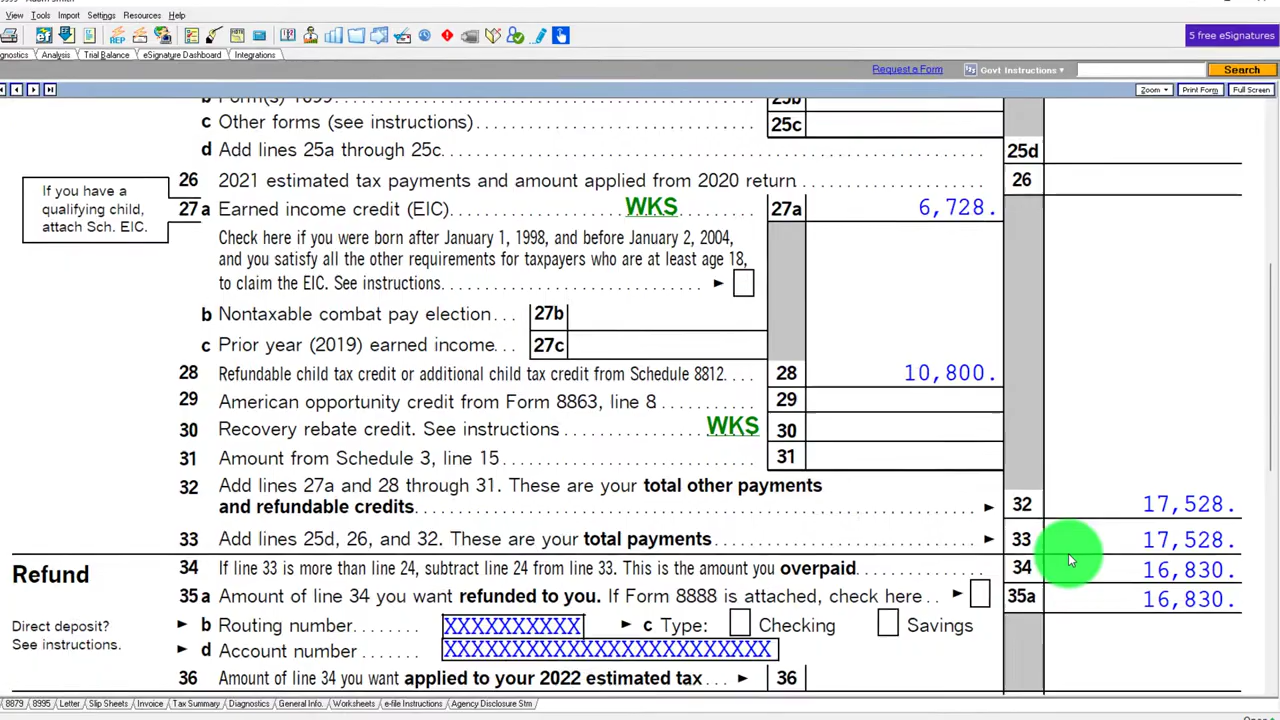 View Tools Import Settings Resources Help
5 free eSignatures
Analysis Trial Balance eSignature Dashboard Integrations
Request a Form Govt Instructions Search
Zoom Print Form Full Screen
c Other forms (see instructions) 25c
d Add lines 25a through 25c. 25d
26 2021 estimated tax payments and amount applied from 2020 return 26
If you have a
qualifying child,
attach Sch. EIC.
27 a Earned income credit (EIC) WKS 27a 6,728.
Check here if you were born after January 1, 1998, and before January 2, 2004,
and you satisfy all the other requirements for taxpayers who are at least age 18,
to claim the EIC. See instructions.
b Nontaxable combat pay election 27b
c Prior year (2019) earned income 27c
28 Refundable child tax credit or additional child tax credit from Schedule 8812 28 10,800.
29 American opportunity credit from Form 8863, line 8 29
30 Recovery rebate credit. See instructions WKS 30
31 Amount from Schedule 3, line 15 31
32 Add lines 27a and 28 through 31. These are your total other payments
and refundable credits 32 17,528.
33 Add lines 25d, 26, and 32. These are your total payments 33 17,528.
Refund 34 If line 33 is more than line 24, subtract line 24 from line 33. This is the amount you overpaid 34 16,830.
35 a Amount of line 34 you want refunded to you. If Form 8888 is attached, check here 35a 16,830.
Direct deposit?
See instructions.
b Routing number XXXXXXXXXX c Type: Checking Savings
d Account number XXXXXXXXXXXXXXXXXXXXXXXX
36 Amount of line 34 you want applied to your 2022 estimated tax 36
8879 8995 Letter Slip Sheets Invoice Tax Summary Diagnostics General Info. Worksheets e-file Instructions Agency Disclosure Stm